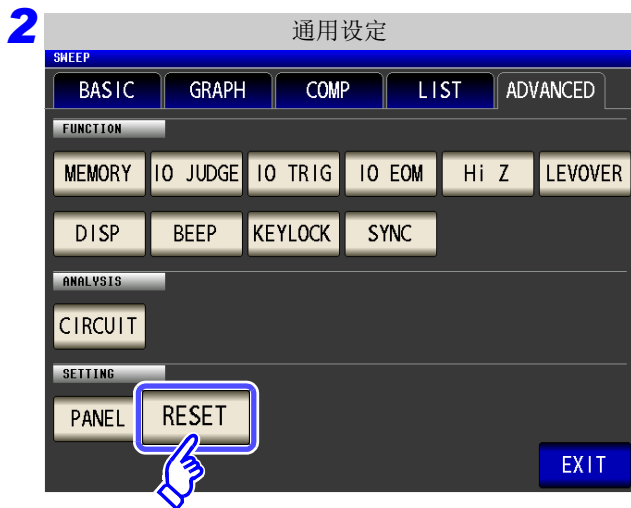 2
通用设定
SWEEP
BASIC GRAPH COMP LIST ADVANCED
FUNCTION
MEMORY IO JUDGE IO TRIG IO EOM Hi Z LEVOVER
DISP BEEP KEYLOCK SYNC
ANALYSIS
CIRCUIT
SETTING
PANEL RESET
EXIT